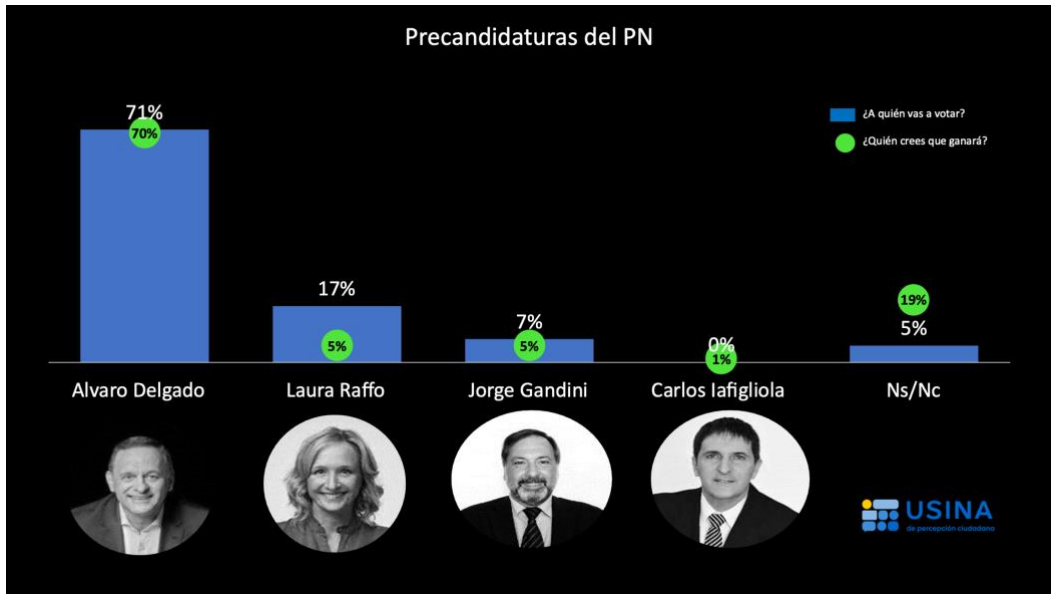 Precandidaturas del PN
71%
70%
¿A quién vas a votar?
¿Quién crees que ganará?
17%
5%
7%
5%
0%
1%
19%
5%
Alvaro Delgado
Laura Raffo
Jorge Gandini
Carlos Iafigliola
Ns/Nc
USINA
de percepción ciudadana